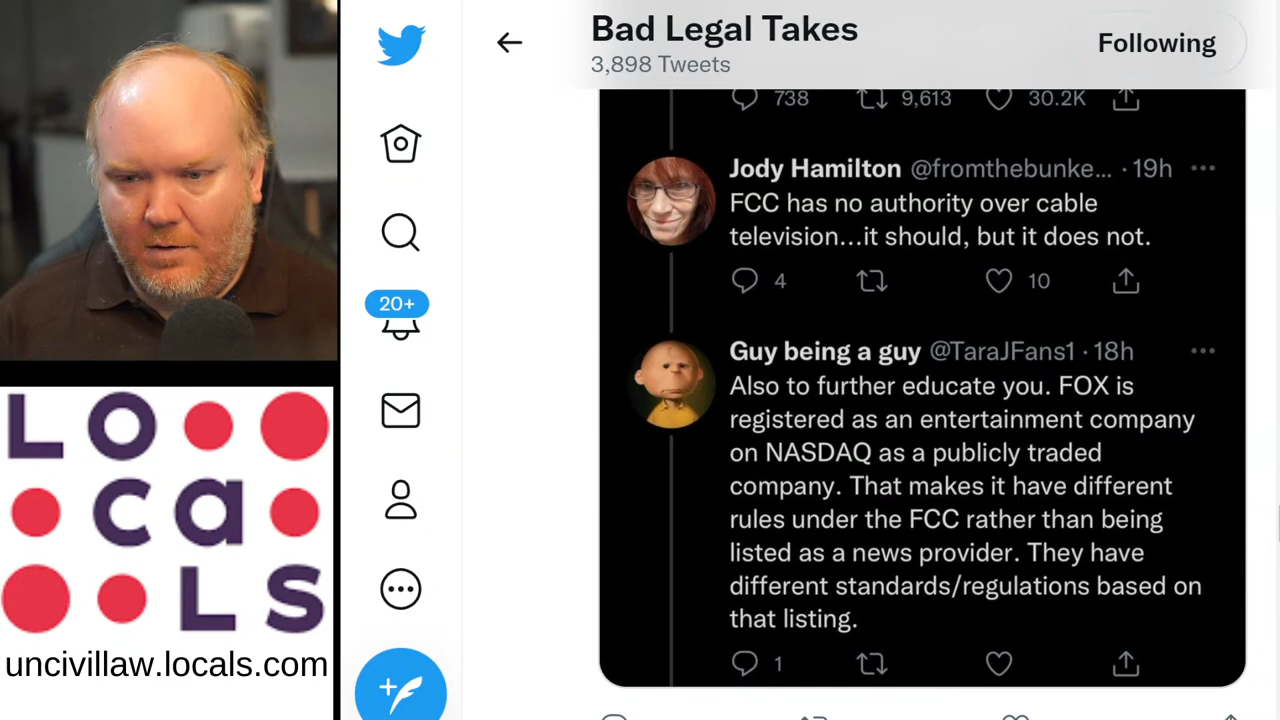 Bad Legal Takes
Following
3,898 Tweets
738 9,613 30.2K
Jody Hamilton @fromthebunke... · 19h
FCC has no authority over cable
television...it should, but it does not.
4 10
20+
Guy being a guy @TaraJFans1 · 18h
Also to further educate you. FOX is
registered as an entertainment company
on NASDAQ as a publicly traded
company. That makes it have different
rules under the FCC rather than being
listed as a news provider. They have
different standards/regulations based on
that listing.
1
LOcaLS
uncivillaw.locals.com